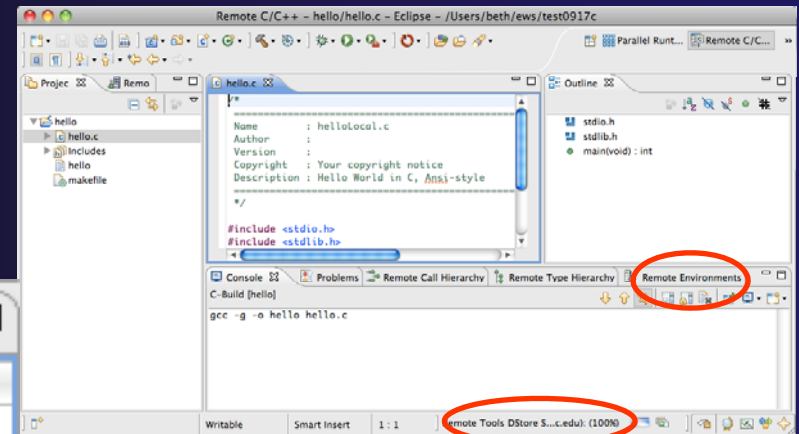 Remote C/C++ - hello/hello.c - Eclipse - /Users/beth/ews/test0917c
Parallel Runt... Remote C/C... »
Projec Remo
hello
hello.c
Includes
hello
makefile
hello.c
/*
Name : helloLocal.c
Author :
Version :
Copyright : Your copyright notice
Description : Hello World in C, Ansi-style
*/
#include <stdio.h>
#include <stdlib.h>
Outline
stdio.h
stdlib.h
main(void) : int
Console Problems Remote Call Hierarchy Remote Type Hierarchy Remote Environments
C-Build [hello]
gcc -g -o hello hello.c
Writable Smart Insert 1 : 1 emote Tools DStore S...c.edu): (100%)